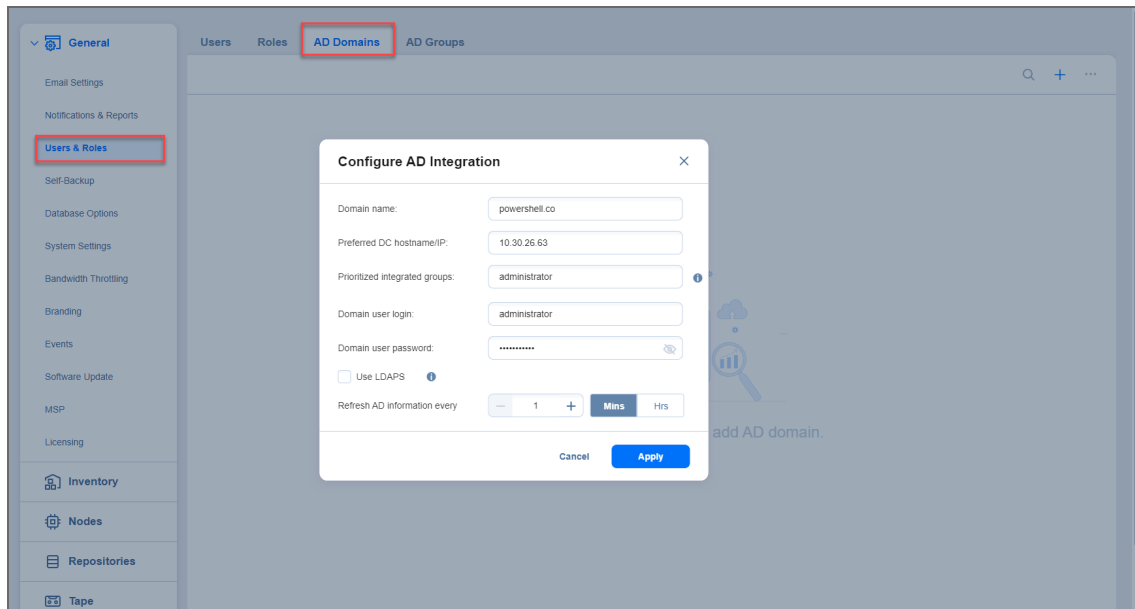 General
Users Roles AD Domains AD Groups
Email Settings
Notifications & Reports
Users & Roles
Self-Backup
Database Options
System Settings
Bandwidth Throttling
Branding
Events
Software Update
MSP
Licensing
Inventory
Nodes
Repositories
Tape
Configure AD Integration
Domain name: powershell.co
Preferred DC hostname/IP: 10.30.26.63
Prioritized integrated groups: administrator
Domain user login: administrator
Domain user password: •••••••••••
Use LDAPS
Refresh AD information every 1 Mins Hrs
Cancel Apply
add AD domain.